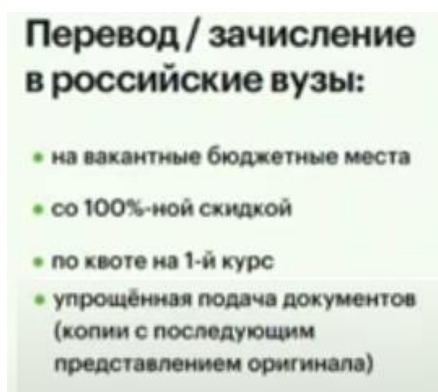 Перевод / зачисление
в российские вузы:
• на вакантные бюджетные места
• со 100%-ной скидкой
• по квоте на 1-й курс
• упрощённая подача документов
(копии с последующим
представлением оригинала)